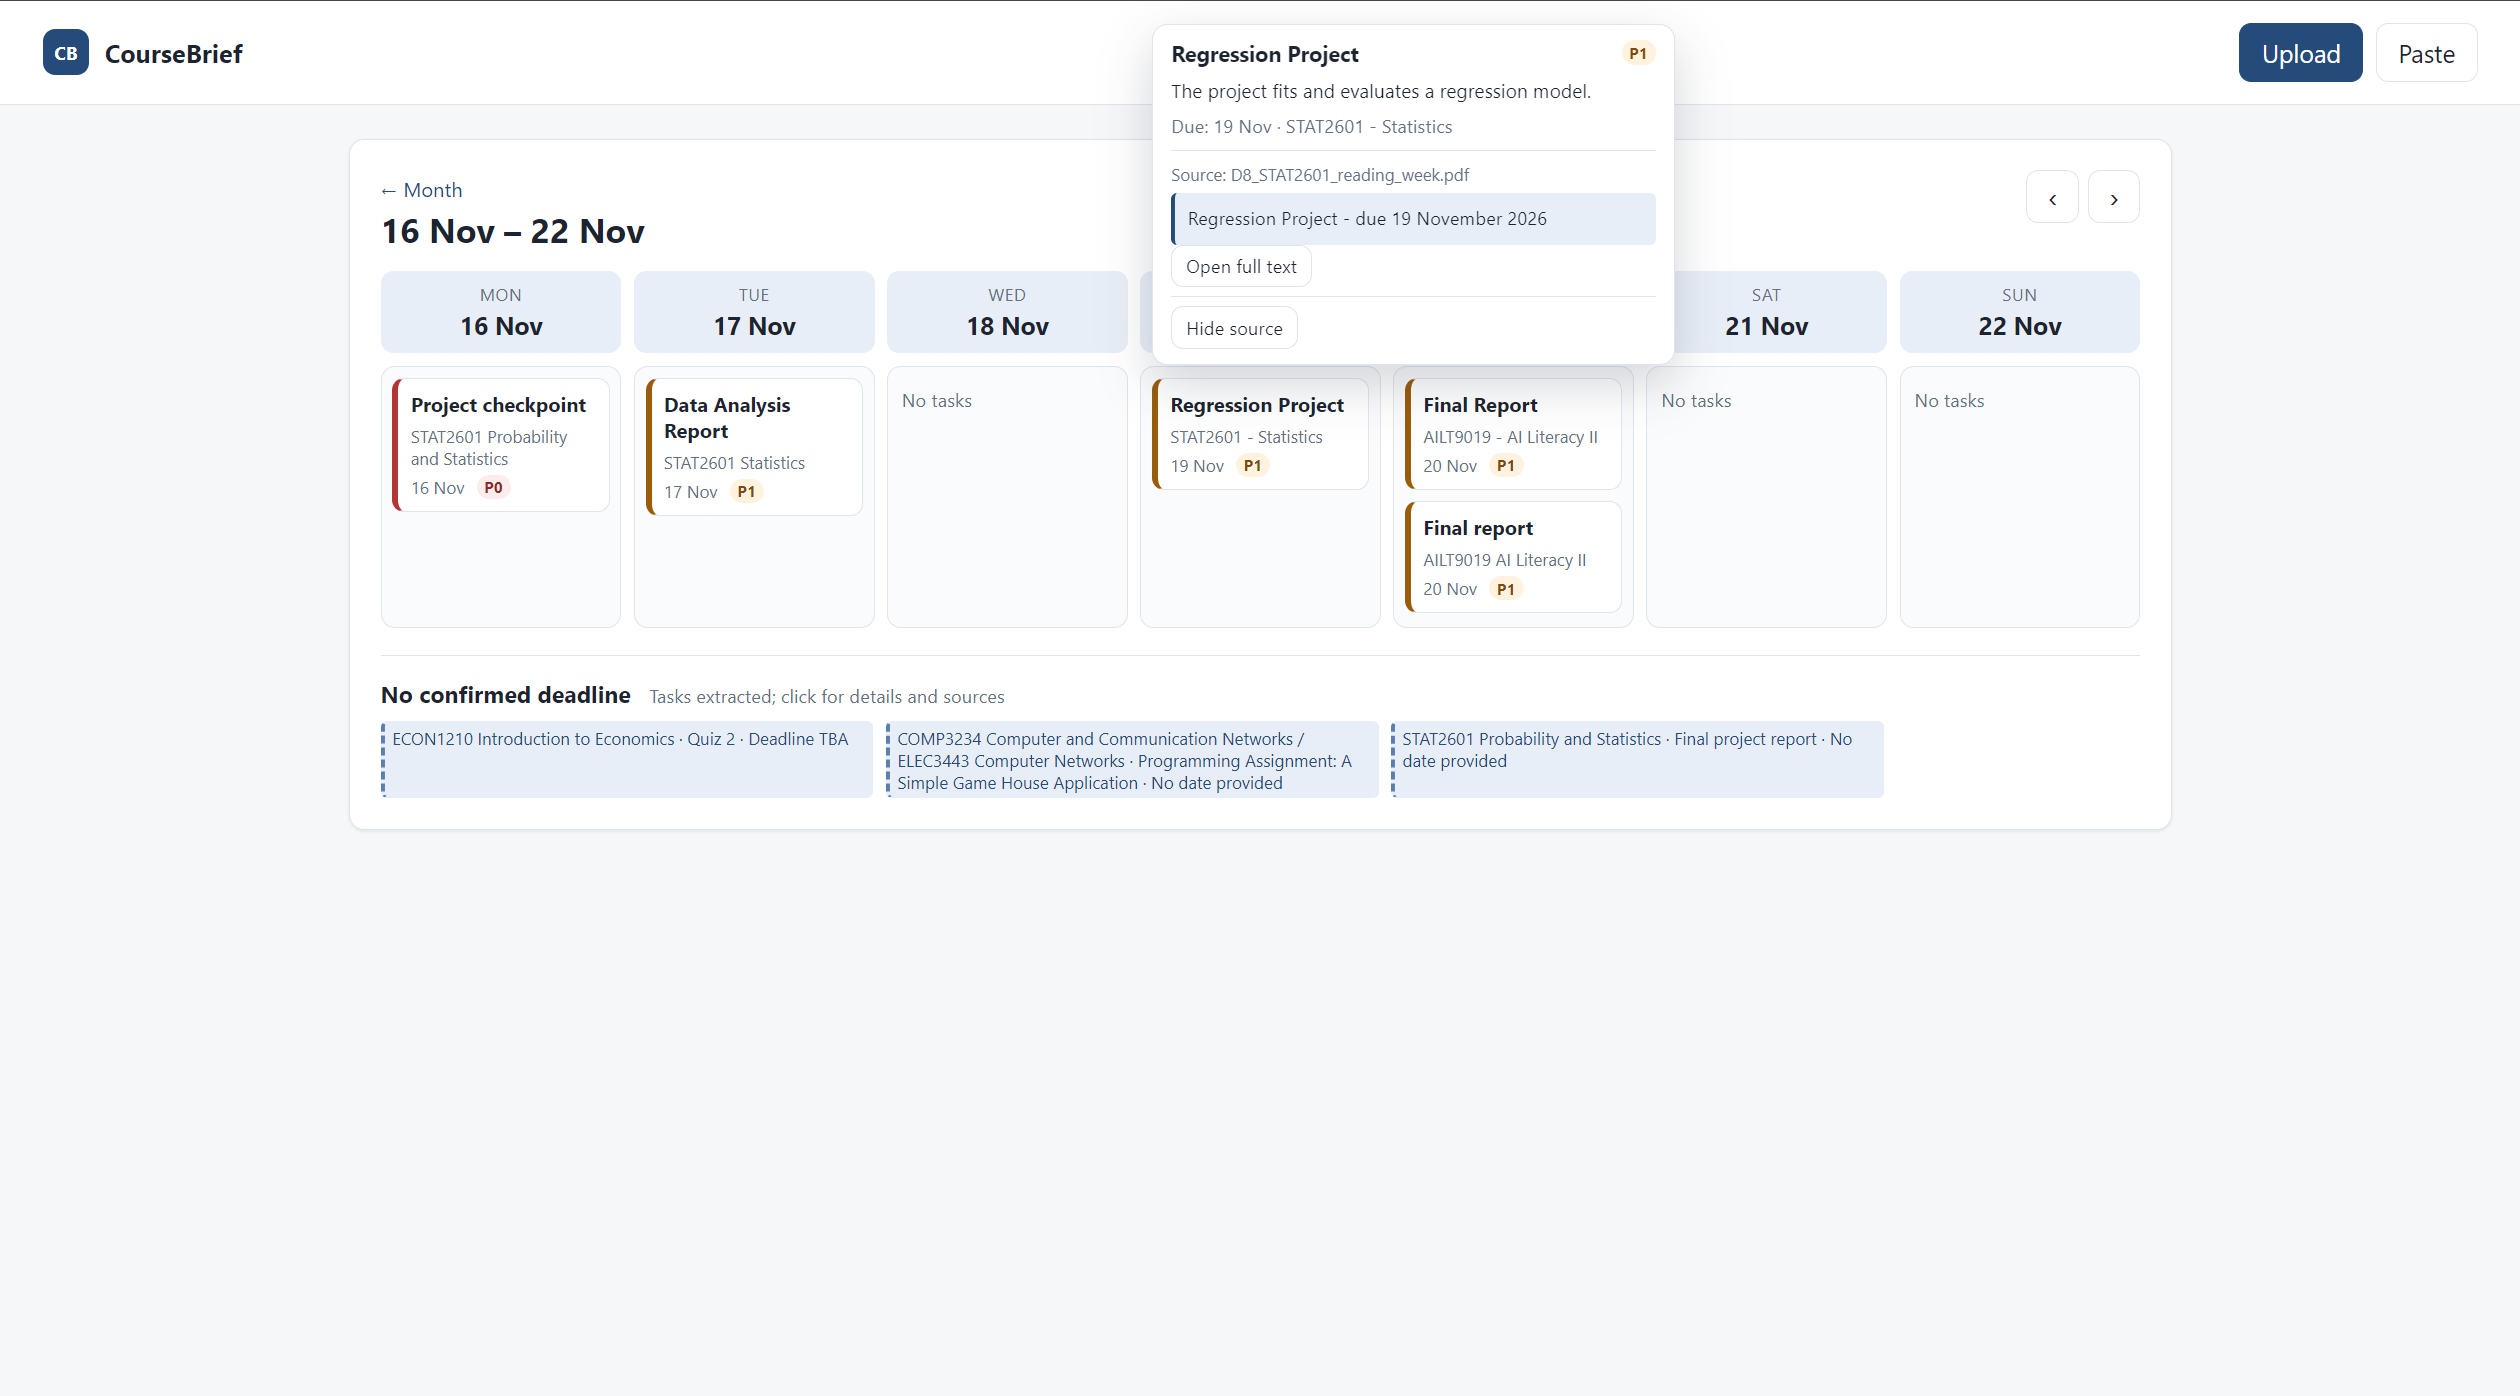 CB CourseBrief
Upload
Paste
Regression Project P1
The project fits and evaluates a regression model.
Due: 19 Nov · STAT2601 - Statistics
Source: D8_STAT2601_reading_week.pdf
Regression Project - due 19 November 2026
Open full text
Hide source
← Month
16 Nov – 22 Nov
‹ ›
MON
16 Nov
TUE
17 Nov
WED
18 Nov
SAT
21 Nov
SUN
22 Nov
Project checkpoint
STAT2601 Probability
and Statistics
16 Nov P0
Data Analysis
Report
STAT2601 Statistics
17 Nov P1
No tasks
Regression Project
STAT2601 - Statistics
19 Nov P1
Final Report
AILT9019 - AI Literacy II
20 Nov P1
Final report
AILT9019 AI Literacy II
20 Nov P1
No tasks
No tasks
No confirmed deadline Tasks extracted; click for details and sources
ECON1210 Introduction to Economics · Quiz 2 · Deadline TBA
COMP3234 Computer and Communication Networks /
ELEC3443 Computer Networks · Programming Assignment: A
Simple Game House Application · No date provided
STAT2601 Probability and Statistics · Final project report · No
date provided